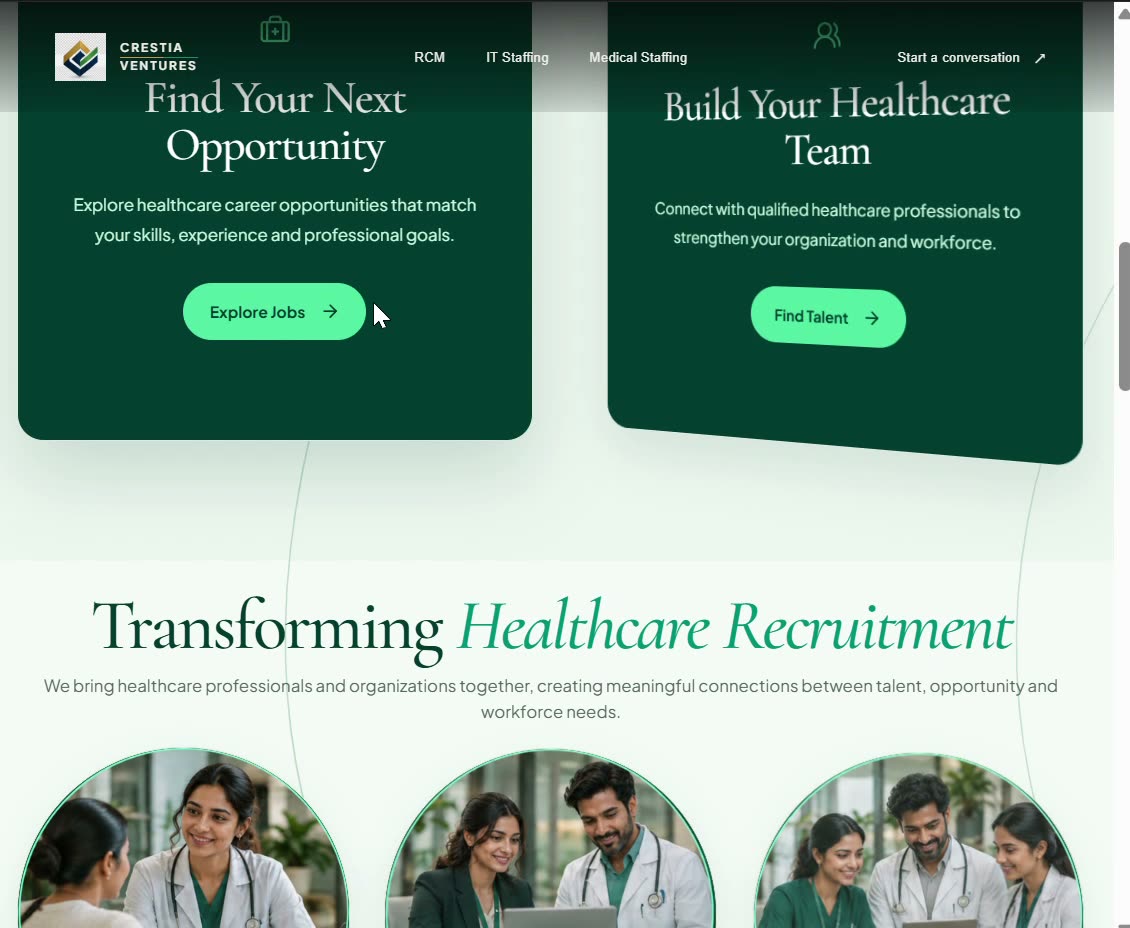 CRESTIA
VENTURES
RCM
IT Staffing
Medical Staffing
Start a conversation ↗
Find Your Next
Opportunity
Explore healthcare career opportunities that match
your skills, experience and professional goals.
Explore Jobs →
Build Your Healthcare
Team
Connect with qualified healthcare professionals to
strengthen your organization and workforce.
Find Talent →
Transforming Healthcare Recruitment
We bring healthcare professionals and organizations together, creating meaningful connections between talent, opportunity and
workforce needs.